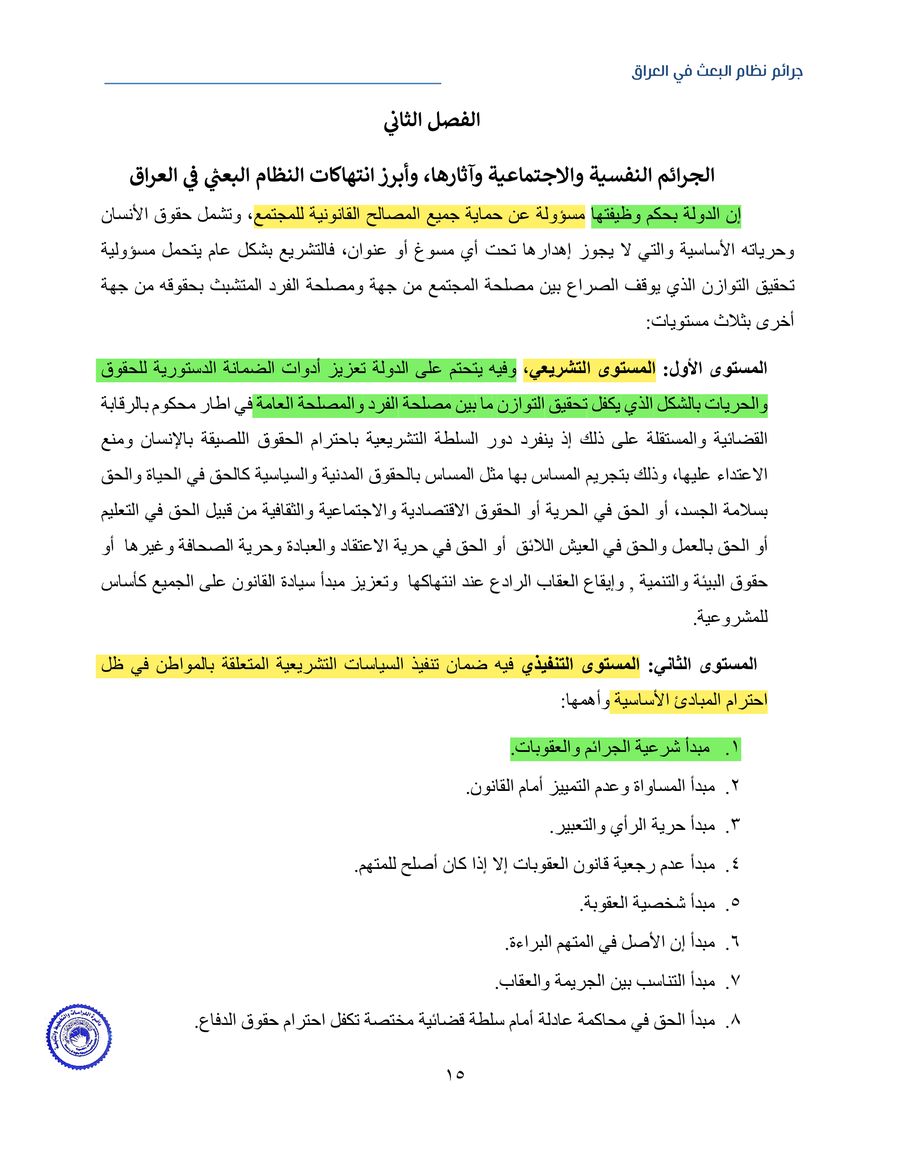 جرائم نظام البعث في العراق
الفصل الثاني
الجرائم النفسية والاجتماعية وآثارها، وأبرز انتهاكات النظام البعثي في العراق
إن الدولة بحكم وظيفتها مسؤولة عن حماية جميع المصالح القانونية للمجتمع، وتشمل حقوق الأنسان
وحرياته الأساسية والتي لا يجوز إهدارها تحت أي مسوغ أو عنوان، فالتشريع بشكل عام يتحمل مسؤولية
تحقيق التوازن الذي يوقف الصراع بين مصلحة المجتمع من جهة ومصلحة الفرد المتشبث بحقوقه من جهة
أخرى بثلاث مستويات:
المستوى الأول: المستوى التشريعي، وفيه يتحتم على الدولة تعزيز أدوات الضمانة الدستورية للحقوق
والحريات بالشكل الذي يكفل تحقيق التوازن ما بين مصلحة الفرد والمصلحة العامة في اطار محكوم بالرقابة
القضائية والمستقلة على ذلك إذ ينفرد دور السلطة التشريعية باحترام الحقوق اللصيقة بالإنسان ومنع
الاعتداء عليها، وذلك بتجريم المساس بها مثل المساس بالحقوق المدنية والسياسية كالحق في الحياة والحق
بسلامة الجسد، أو الحق في الحرية أو الحقوق الاقتصادية والاجتماعية والثقافية من قبيل الحق في التعليم
أو الحق بالعمل والحق في العيش اللائق أو الحق في حرية الاعتقاد والعبادة وحرية الصحافة وغيرها أو
حقوق البيئة والتنمية , وإيقاع العقاب الرادع عند انتهاكها وتعزيز مبدأ سيادة القانون على الجميع كأساس
للمشروعية.
المستوى الثاني: المستوى التنفيذي فيه ضمان تنفيذ السياسات التشريعية المتعلقة بالمواطن في ظل
احترام المبادئ الأساسية وأهمها:
١. مبدأ شرعية الجرائم والعقوبات.
٢. مبدأ المساواة وعدم التمييز أمام القانون.
٣. مبدأ حرية الرأي والتعبير.
٤. مبدأ عدم رجعية قانون العقوبات إلا إذا كان أصلح للمتهم.
٥. مبدأ شخصية العقوبة.
٦. مبدأ إن الأصل في المتهم البراءة.
٧. مبدأ التناسب بين الجريمة والعقاب.
٨. مبدأ الحق في محاكمة عادلة أمام سلطة قضائية مختصة تكفل احترام حقوق الدفاع.
١٥